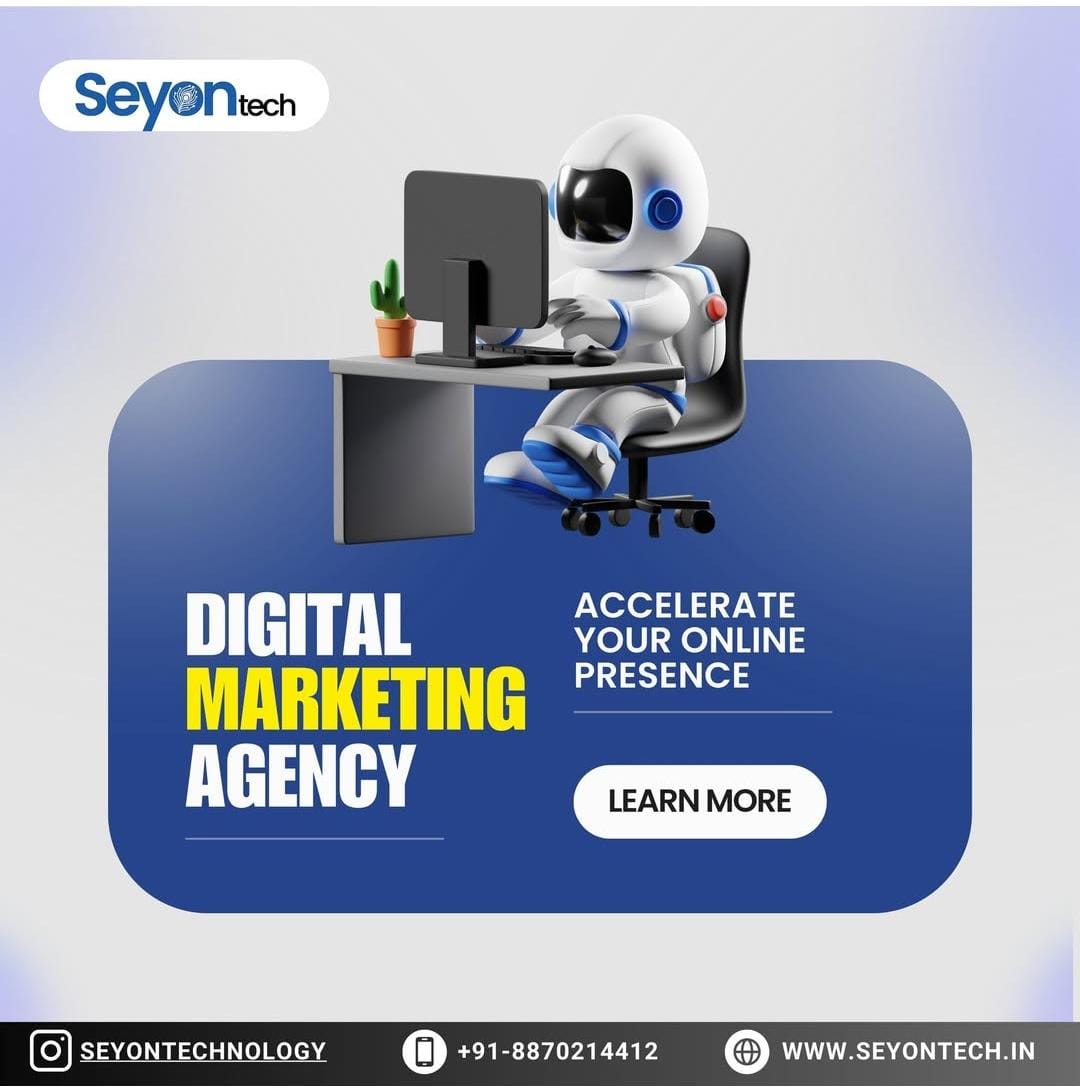 Seyontech
DIGITAL
MARKETING
AGENCY
ACCELERATE
YOUR ONLINE
PRESENCE
LEARN MORE
SEYONTECHNOLOGY
+91-8870214412
WWW.SEYONTECH.IN